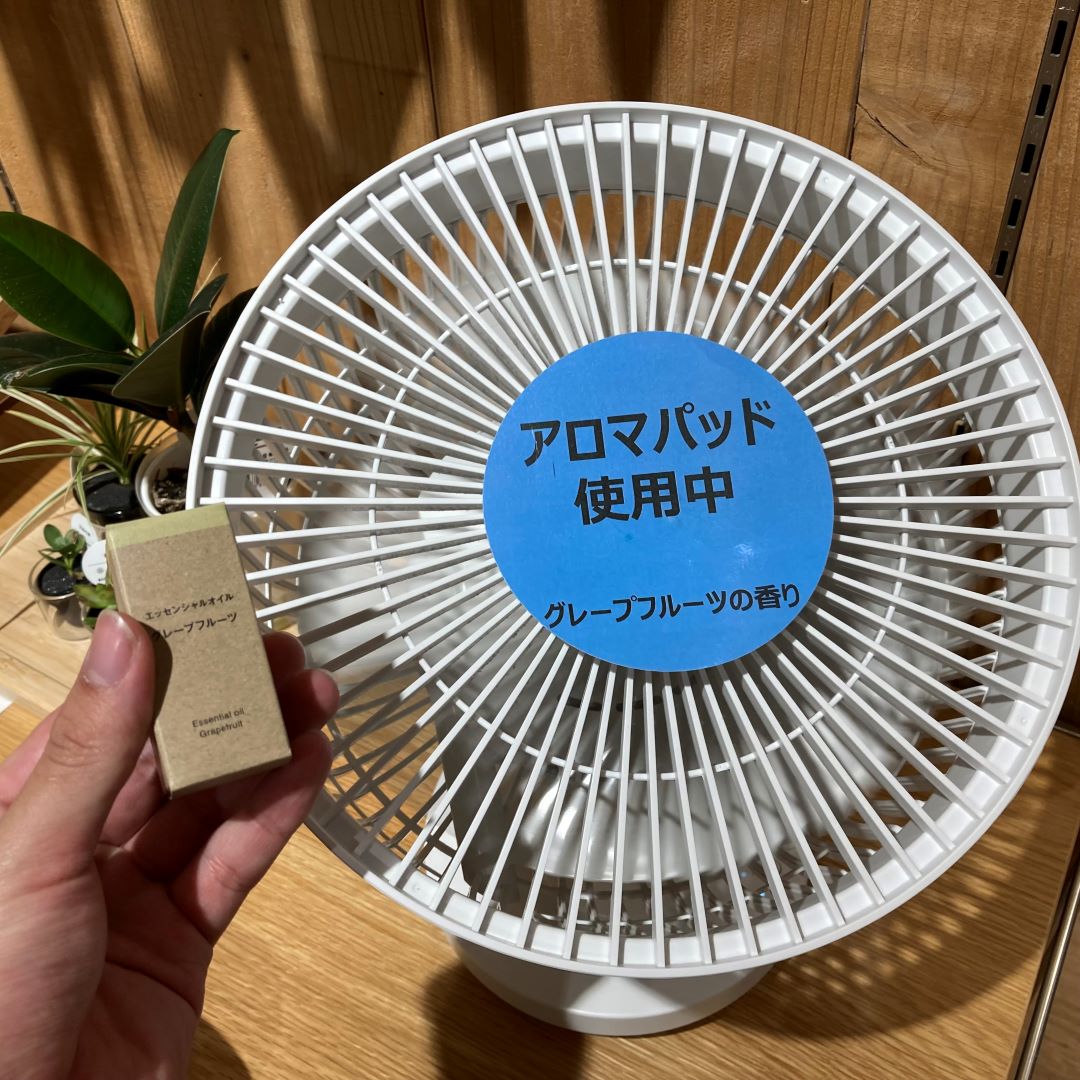 アロマパッド
使用中
グレープフルーツの香り
エッセンシャルオイル
グレープフルーツ
Essential oil
Grapefruit